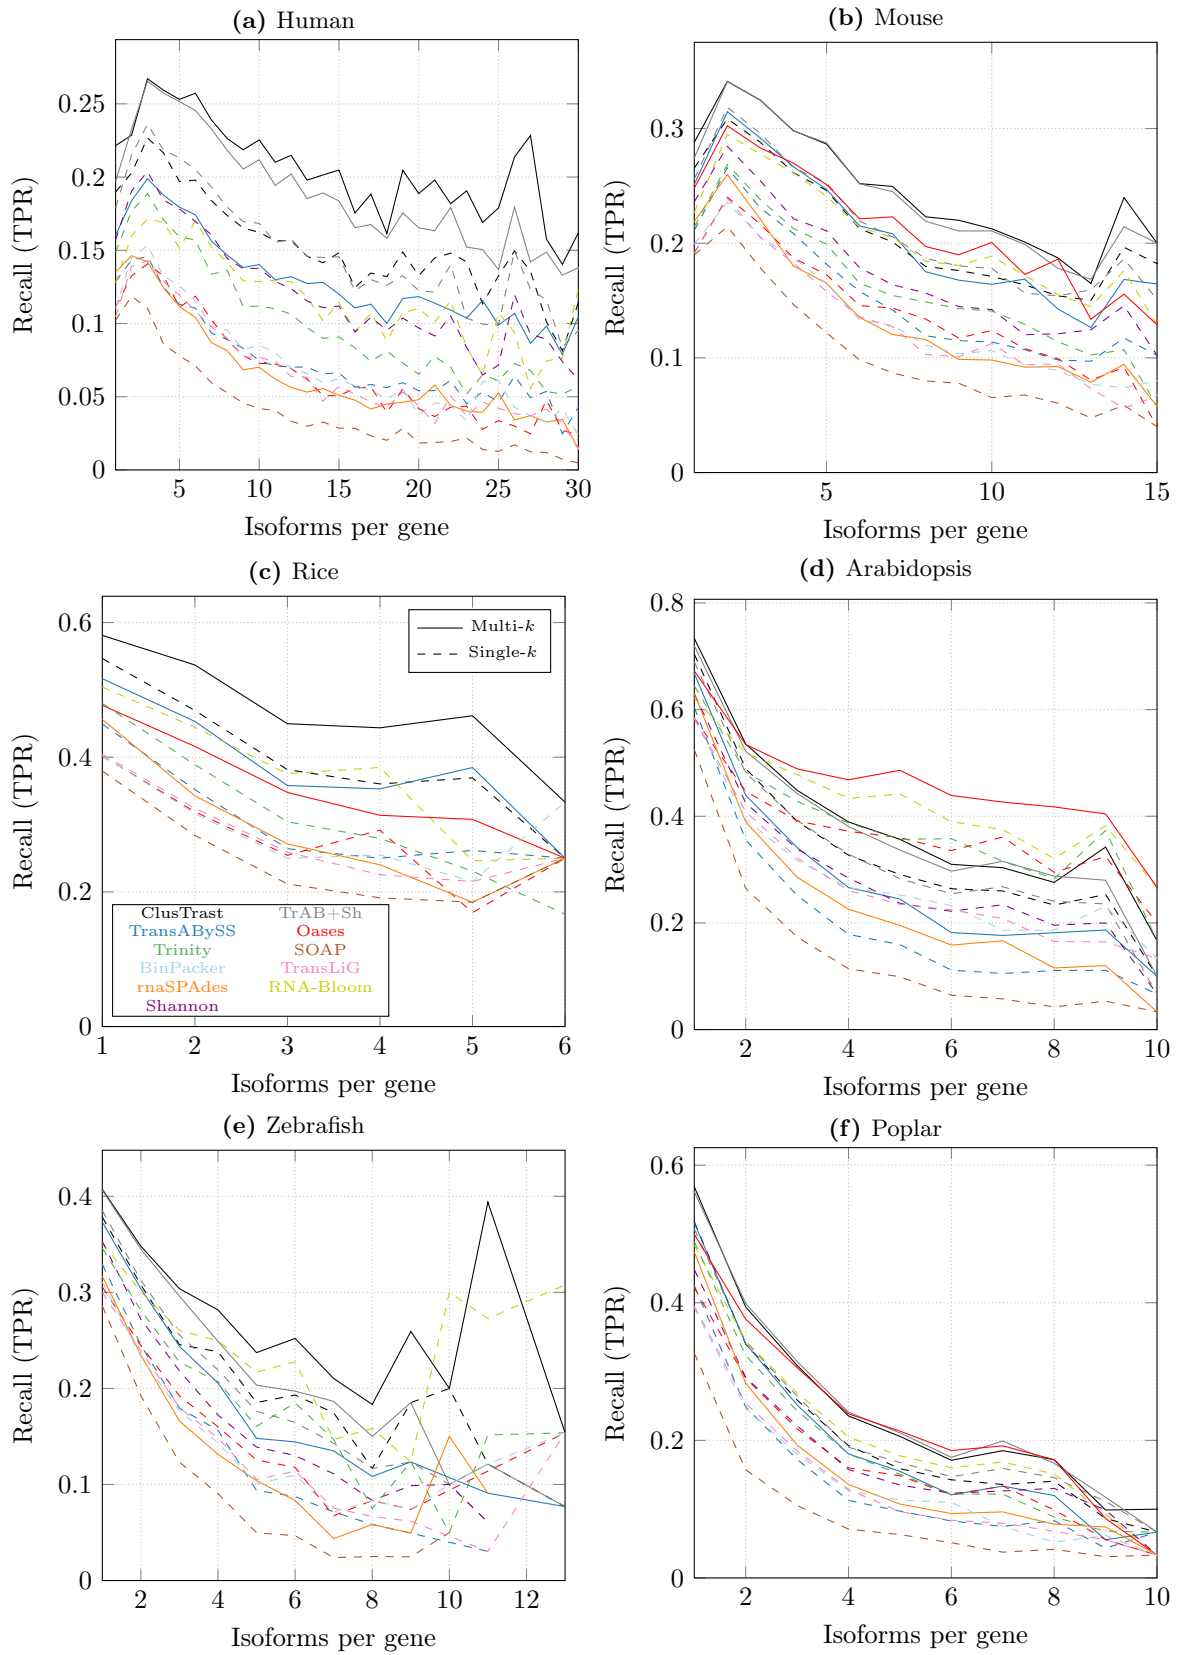 (a) Human
0.25
0.2
0.15
0.1
0.05
0
5 10 15 20 25 30
Recall (TPR)
Isoforms per gene
(b) Mouse
0.3
0.2
0.1
0
5 10 15
Recall (TPR)
Isoforms per gene
(c) Rice
0.6
0.4
0.2
0
1 2 3 4 5 6
Recall (TPR)
Isoforms per gene
Multi-k
Single-k
ClusTrast TrAB+Sh
TransABySS Oases
Trinity SOAP
BinPacker TransLiG
rnaSPAdes RNA-Bloom
Shannon
(d) Arabidopsis
0.8
0.6
0.4
0.2
0
2 4 6 8 10
Recall (TPR)
Isoforms per gene
(e) Zebrafish
0.4
0.3
0.2
0.1
0
2 4 6 8 10 12
Recall (TPR)
Isoforms per gene
(f) Poplar
0.6
0.4
0.2
0
2 4 6 8 10
Recall (TPR)
Isoforms per gene